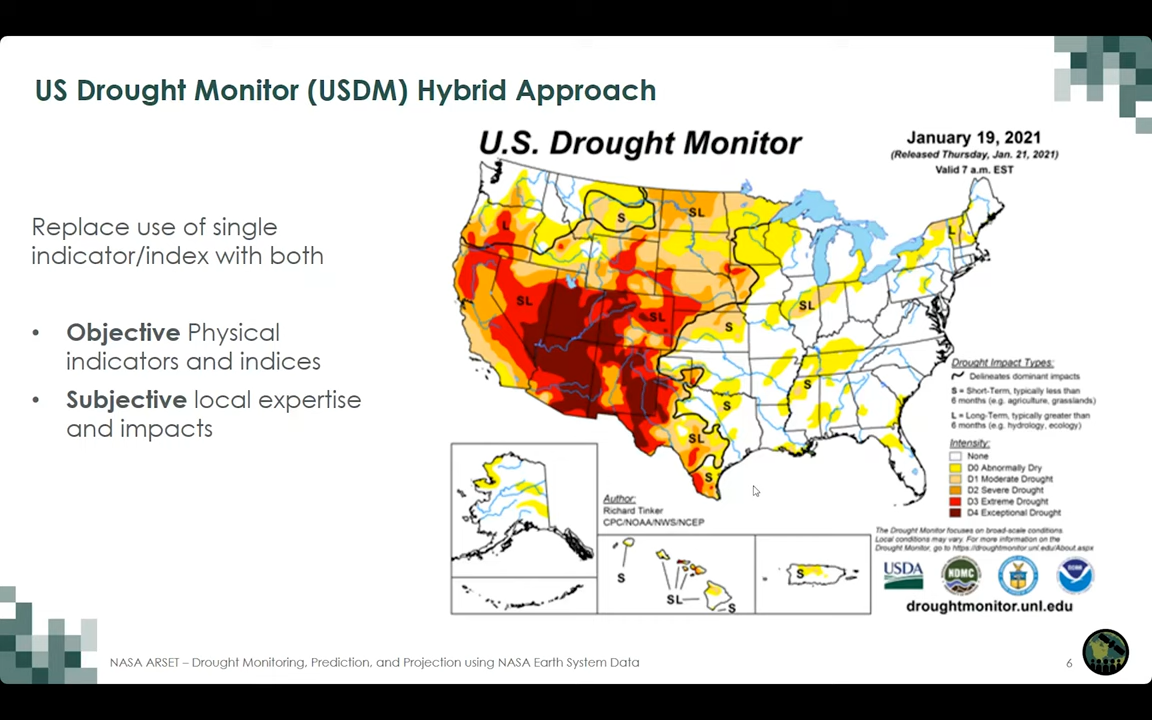 US Drought Monitor (USDM) Hybrid Approach
Replace use of single
indicator/index with both
• Objective Physical
indicators and indices
• Subjective local expertise
and impacts
U.S. Drought Monitor
January 19, 2021
(Released Thursday, Jan. 21, 2021)
Valid 7 a.m. EST
S
SL
L
L
SL
SL
SL
S
S
S
SL
S
Drought Impact Types:
Delineates dominant impacts
S = Short-Term, typically less than
6 months (e.g. agriculture, grasslands)
L = Long-Term, typically greater than
6 months (e.g. hydrology, ecology)
Intensity:
None
D0 Abnormally Dry
D1 Moderate Drought
D2 Severe Drought
D3 Extreme Drought
D4 Exceptional Drought
Author:
Richard Tinker
CPC/NOAA/NWS/NCEP
S
SL
S
S
The Drought Monitor focuses on broad-scale conditions.
Local conditions may vary. For more information on the
Drought Monitor, go to https://droughtmonitor.unl.edu/About.aspx
USDA
NDMC
droughtmonitor.unl.edu
NASA ARSET – Drought Monitoring, Prediction, and Projection using NASA Earth System Data
6